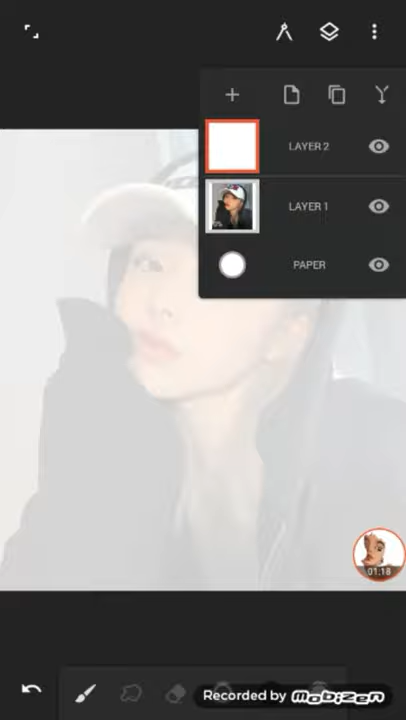 LAYER 2
LAYER 1
PAPER
01:18
Recorded by MOBIZEN